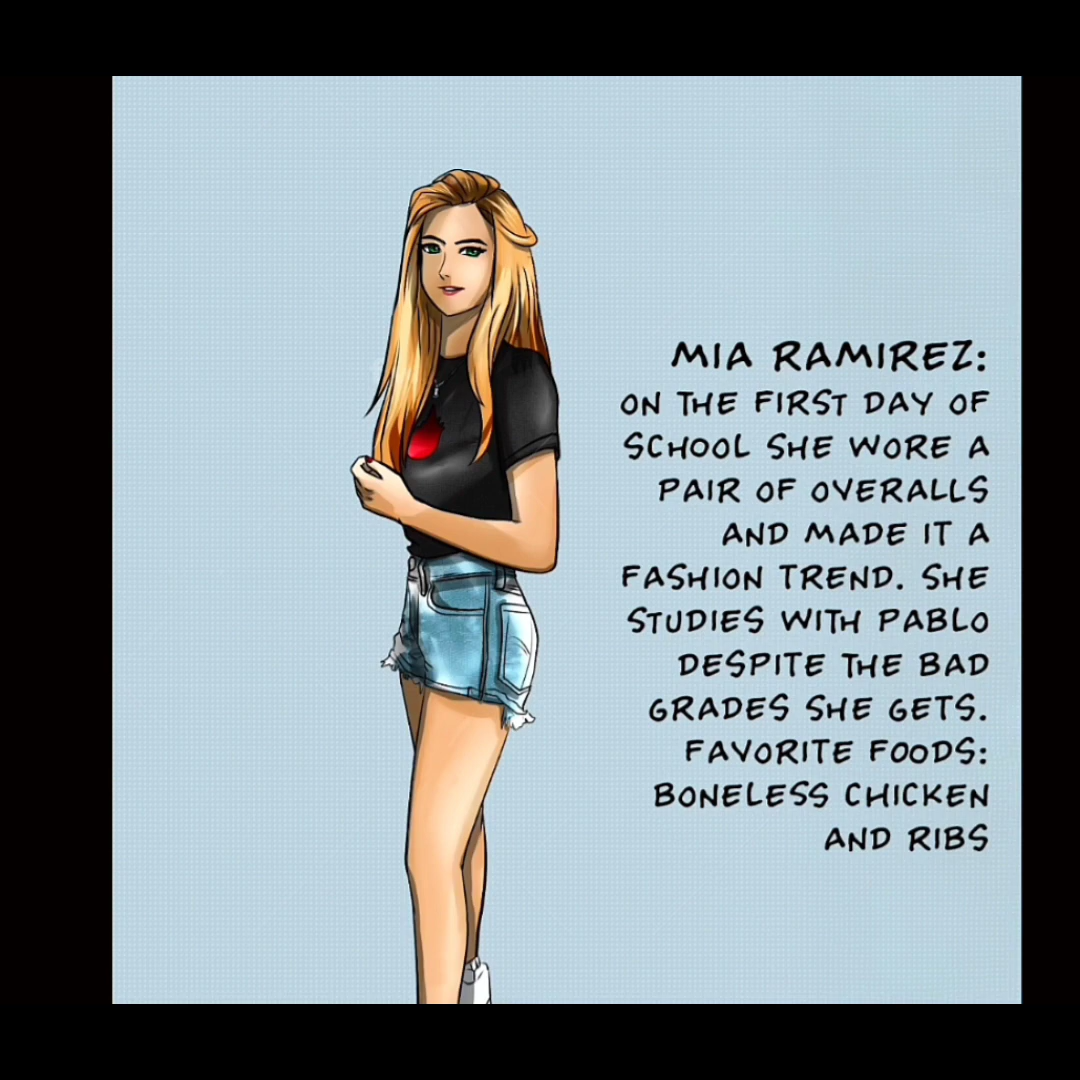 MIA RAMIREZ:
ON THE FIRST DAY OF
SCHOOL SHE WORE A
PAIR OF OVERALLS
AND MADE IT A
FASHION TREND. SHE
STUDIES WITH PABLO
DESPITE THE BAD
GRADES SHE GETS.
FAVORITE FOODS:
BONELESS CHICKEN
AND RIBS